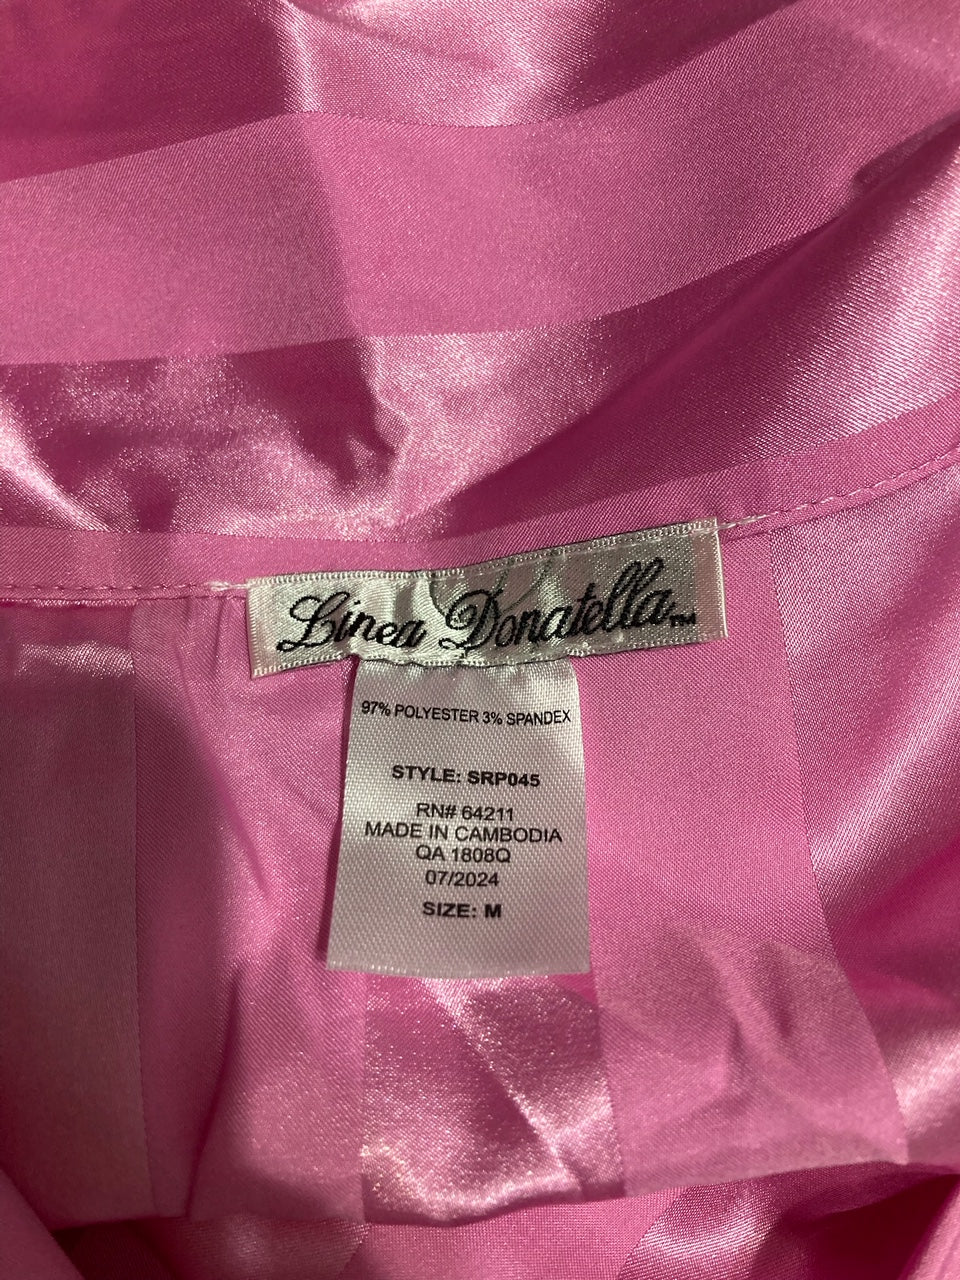 Linea Donatella™
97% POLYESTER 3% SPANDEX
STYLE: SRP045
RN# 64211
MADE IN CAMBODIA
QA 1808Q
07/2024
SIZE: M